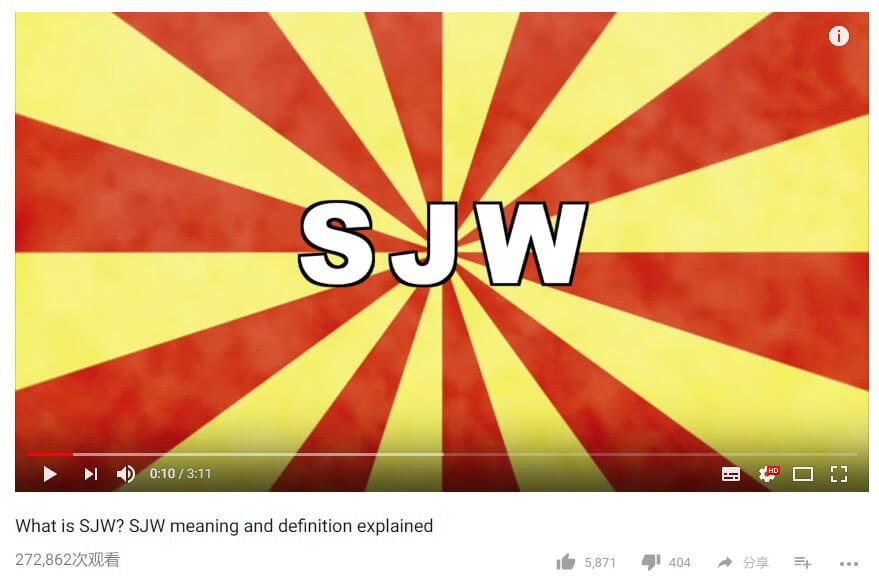 SJW
0:10 / 3:11
HD
What is SJW? SJW meaning and definition explained
272,862次观看
5,871
404
分享